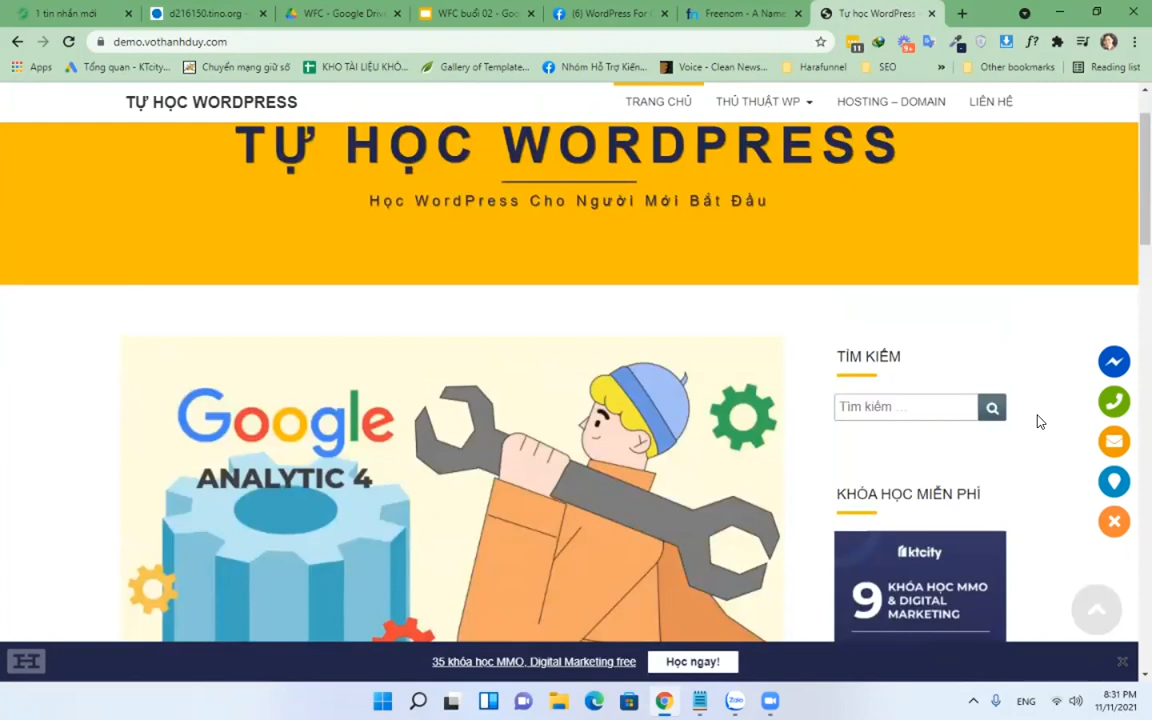 1 tin nhắn mới
d216150.tino.org -
WFC - Google Driv
WFC buổi 02 - Goo
(6) WordPress For
Freenom - A Name
Tự học WordPress
demo.vothanhduy.com
11
9+
f?
Apps
Tổng quan - KTcity...
Chuyển mạng giữ số
KHO TÀI LIỆU KHÓ...
Gallery of Template...
Nhóm Hỗ Trợ Kiến...
Voice - Clean News...
Harafunnel
SEO
»
Other bookmarks
Reading list
TỰ HỌC WORDPRESS
TRANG CHỦ
THỦ THUẬT WP
HOSTING – DOMAIN
LIÊN HỆ
TỰ HỌC WORDPRESS
Học WordPress Cho Người Mới Bắt Đầu
Google
ANALYTIC 4
TÌM KIẾM
Tìm kiếm …
KHÓA HỌC MIỄN PHÍ
ktcity
9 KHÓA HỌC MMO
& DIGITAL
MARKETING
35 khóa học MMO, Digital Marketing free
Học ngay!
Zalo
ENG
8:31 PM
11/11/2021